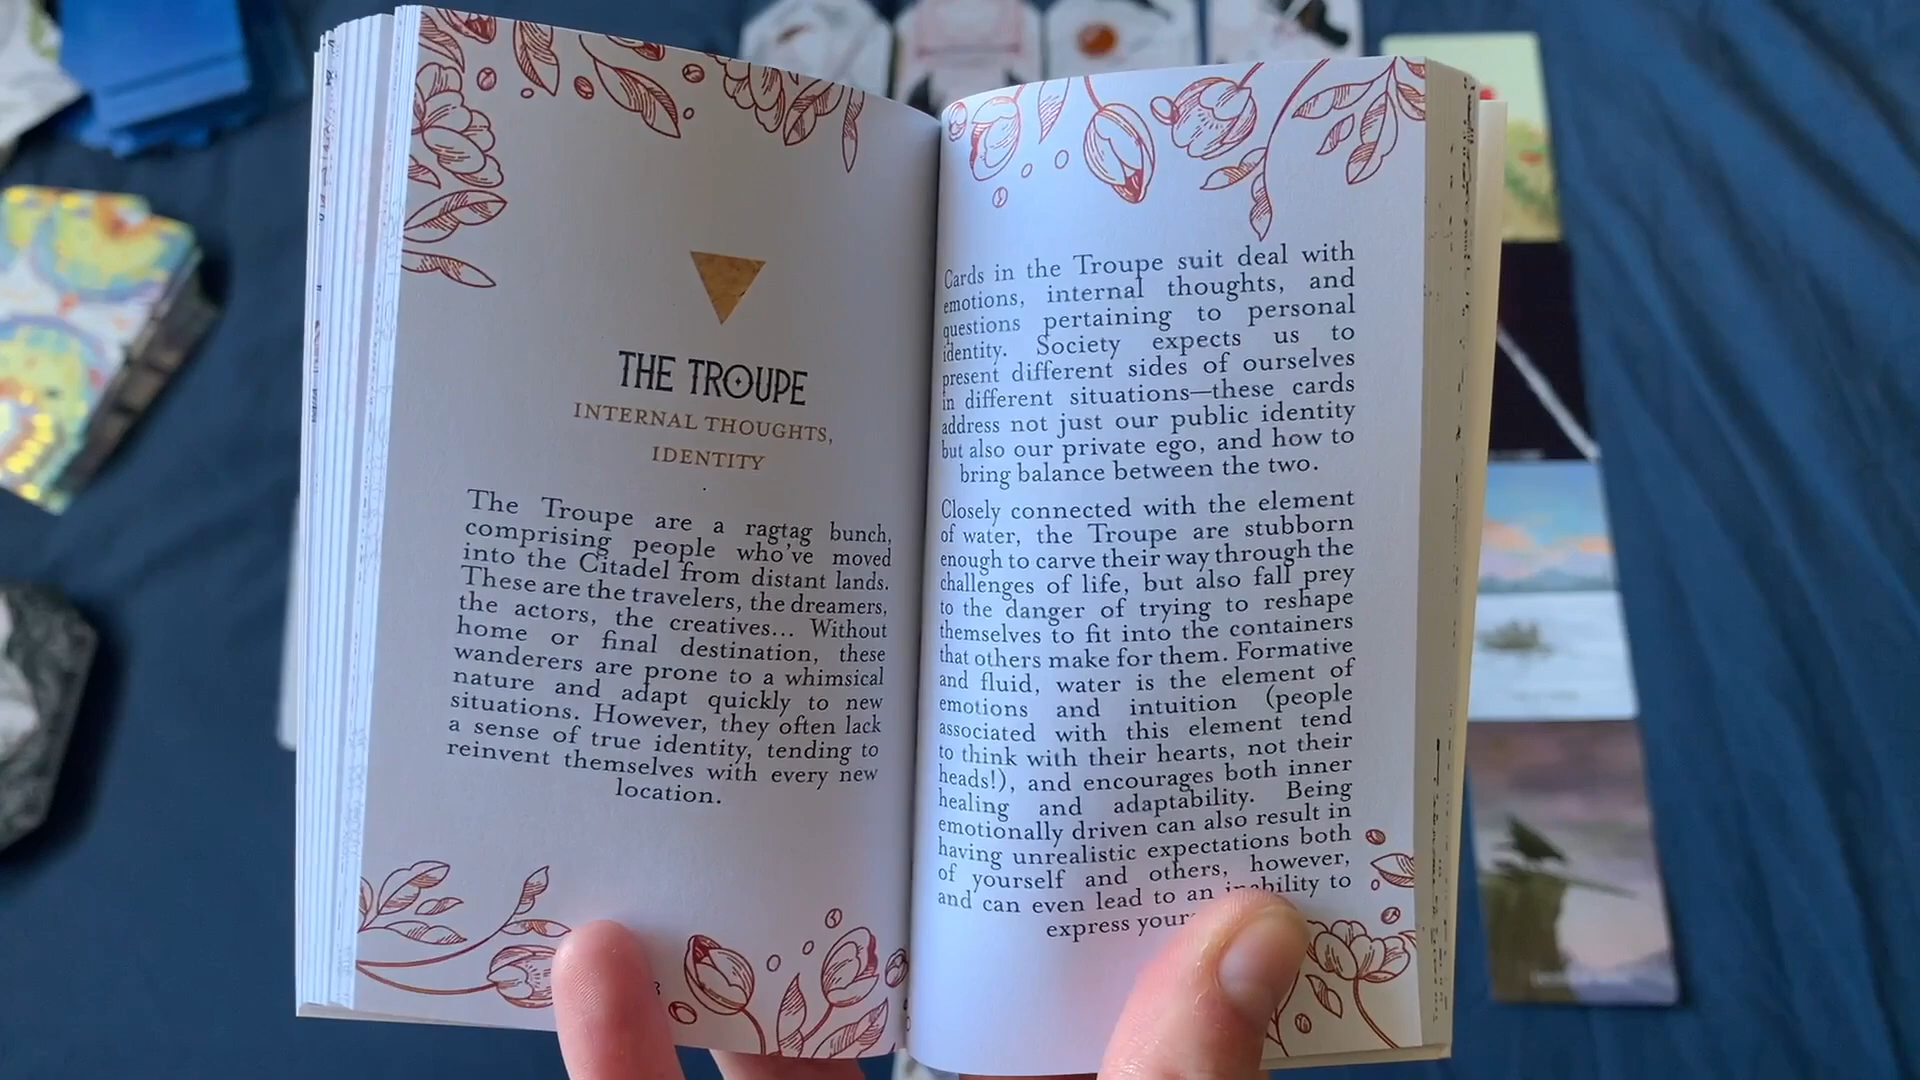 THE TROUPE
INTERNAL THOUGHTS,
IDENTITY
The Troupe are a ragtag bunch,
comprising people who've moved
into the Citadel from distant lands.
These are the travelers, the dreamers,
the actors, the creatives... Without
home or final destination, these
wanderers are prone to a whimsical
nature and adapt quickly to new
situations. However, they often lack
a sense of true identity, tending to
reinvent themselves with every new
location.
Cards in the Troupe suit deal with
emotions, internal thoughts, and
questions pertaining to personal
identity. Society expects us to
present different sides of ourselves
in different situations—these cards
address not just our public identity
but also our private ego, and how to
bring balance between the two.
Closely connected with the element
of water, the Troupe are stubborn
enough to carve their way through the
challenges of life, but also fall prey
to the danger of trying to reshape
themselves to fit into the containers
that others make for them. Formative
and fluid, water is the element of
emotions and intuition (people
associated with this element tend
to think with their hearts, not their
heads!), and encourages both inner
healing and adaptability. Being
emotionally driven can also result in
having unrealistic expectations both
of yourself and others, however,
and can even lead to an inability to
express